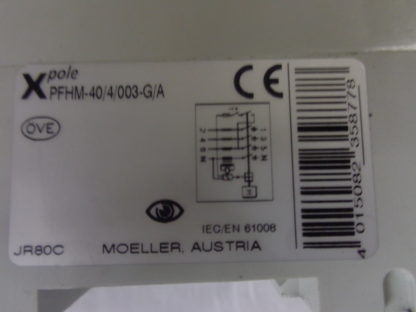 Xpole
PFHM-40/4/003-G/A
CE
ÖVE
IEC/EN 61008
JR80C
MOELLER, AUSTRIA
4 015082 358778